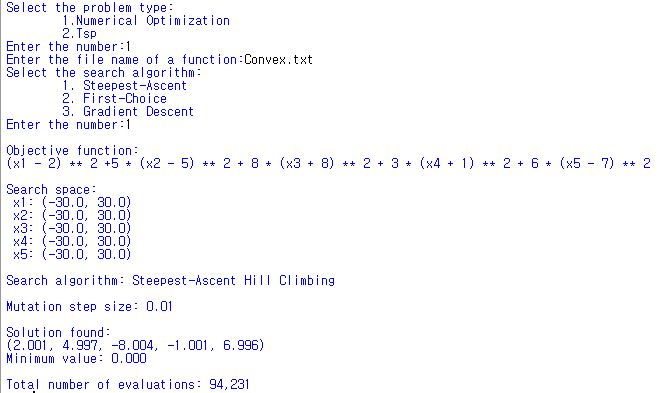 Select the problem type:
1.Numerical Optimization
2.Tsp
Enter the number:1
Enter the file name of a function:Convex.txt
Select the search algorithm:
1. Steepest-Ascent
2. First-Choice
3. Gradient Descent
Enter the number:1
Objective function:
(x1 - 2) ** 2 +5 * (x2 - 5) ** 2 + 8 * (x3 + 8) ** 2 + 3 * (x4 + 1) ** 2 + 6 * (x5 - 7) ** 2
Search space:
x1: (-30.0, 30.0)
x2: (-30.0, 30.0)
x3: (-30.0, 30.0)
x4: (-30.0, 30.0)
x5: (-30.0, 30.0)
Search algorithm: Steepest-Ascent Hill Climbing
Mutation step size: 0.01
Solution found:
(2.001, 4.997, -8.004, -1.001, 6.996)
Minimum value: 0.000
Total number of evaluations: 94,231